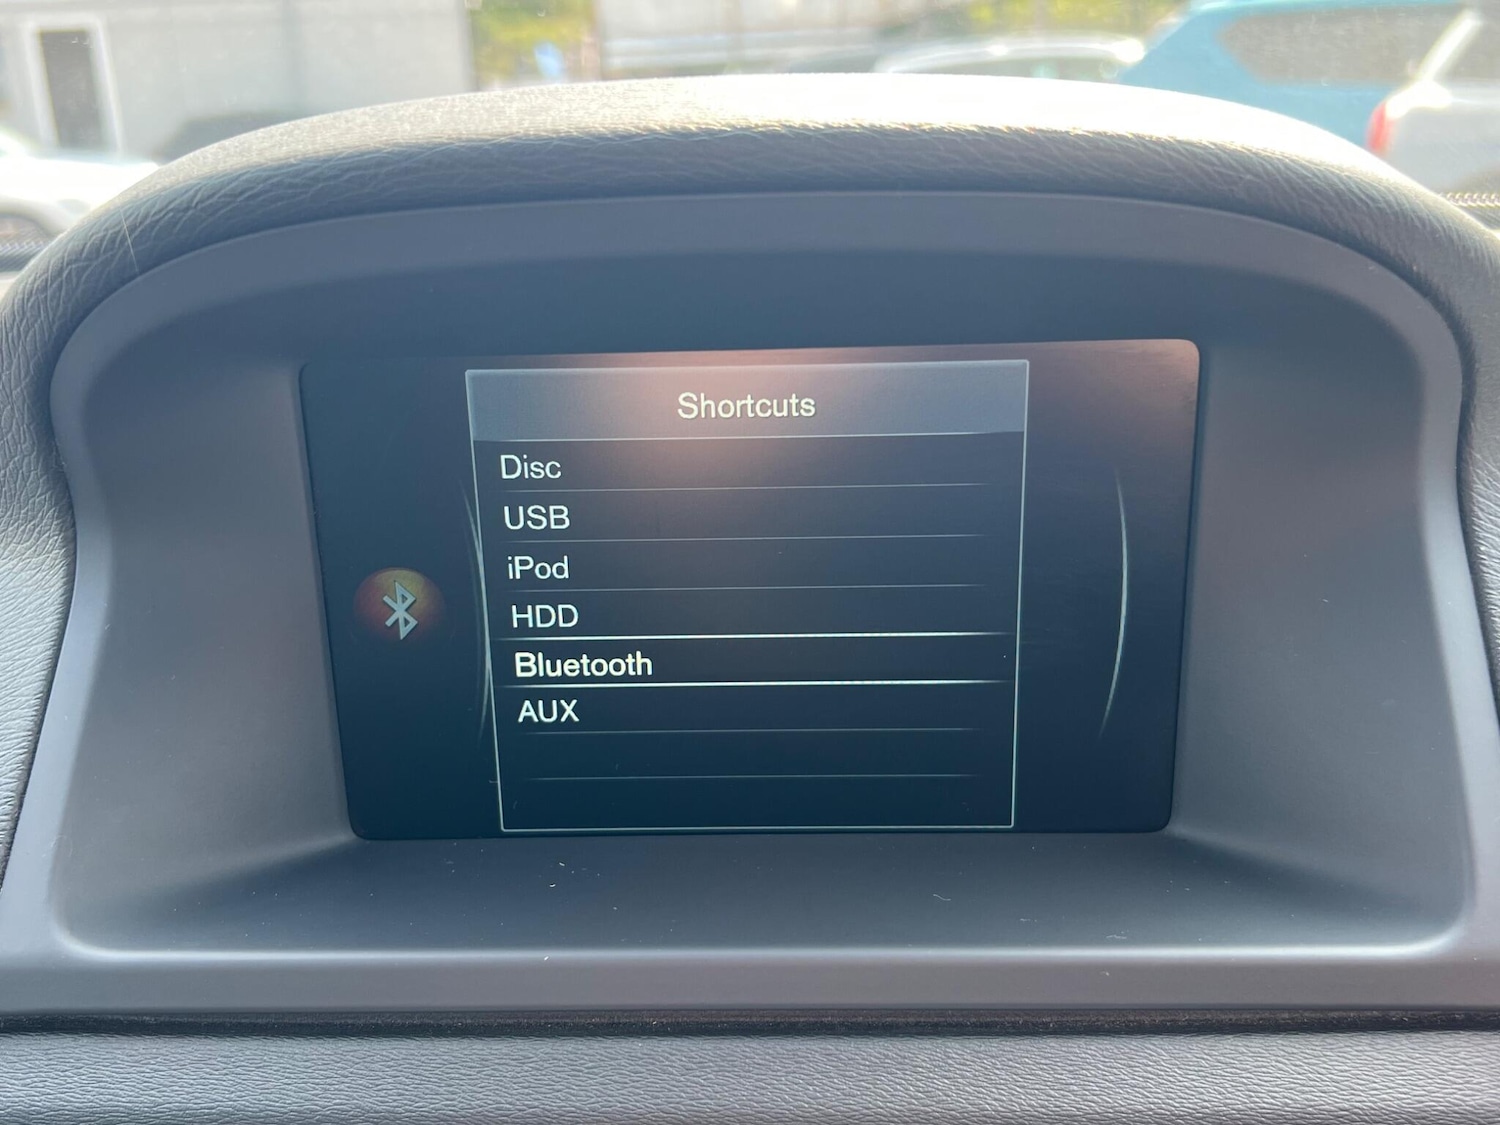 Shortcuts
Disc
USB
iPod
HDD
Bluetooth
AUX